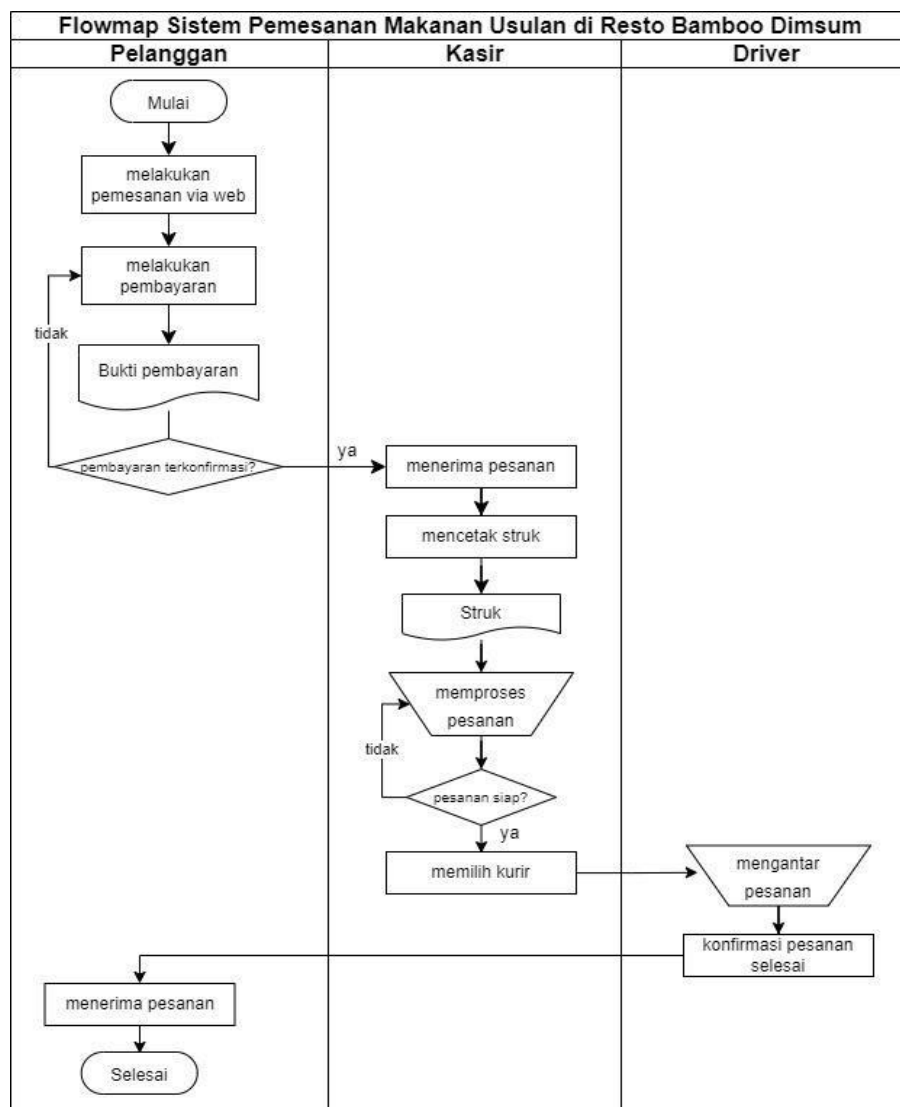 Flowmap Sistem Pemesanan Makanan Usulan di Resto Bamboo Dimsum
Pelanggan
Kasir
Driver
Mulai
melakukan
pemesanan via web
melakukan
pembayaran
tidak
Bukti pembayaran
pembayaran terkonfirmasi?
ya
menerima pesanan
mencetak struk
Struk
memproses
pesanan
tidak
pesanan siap?
ya
memilih kurir
mengantar
pesanan
konfirmasi pesanan
selesai
menerima pesanan
Selesai